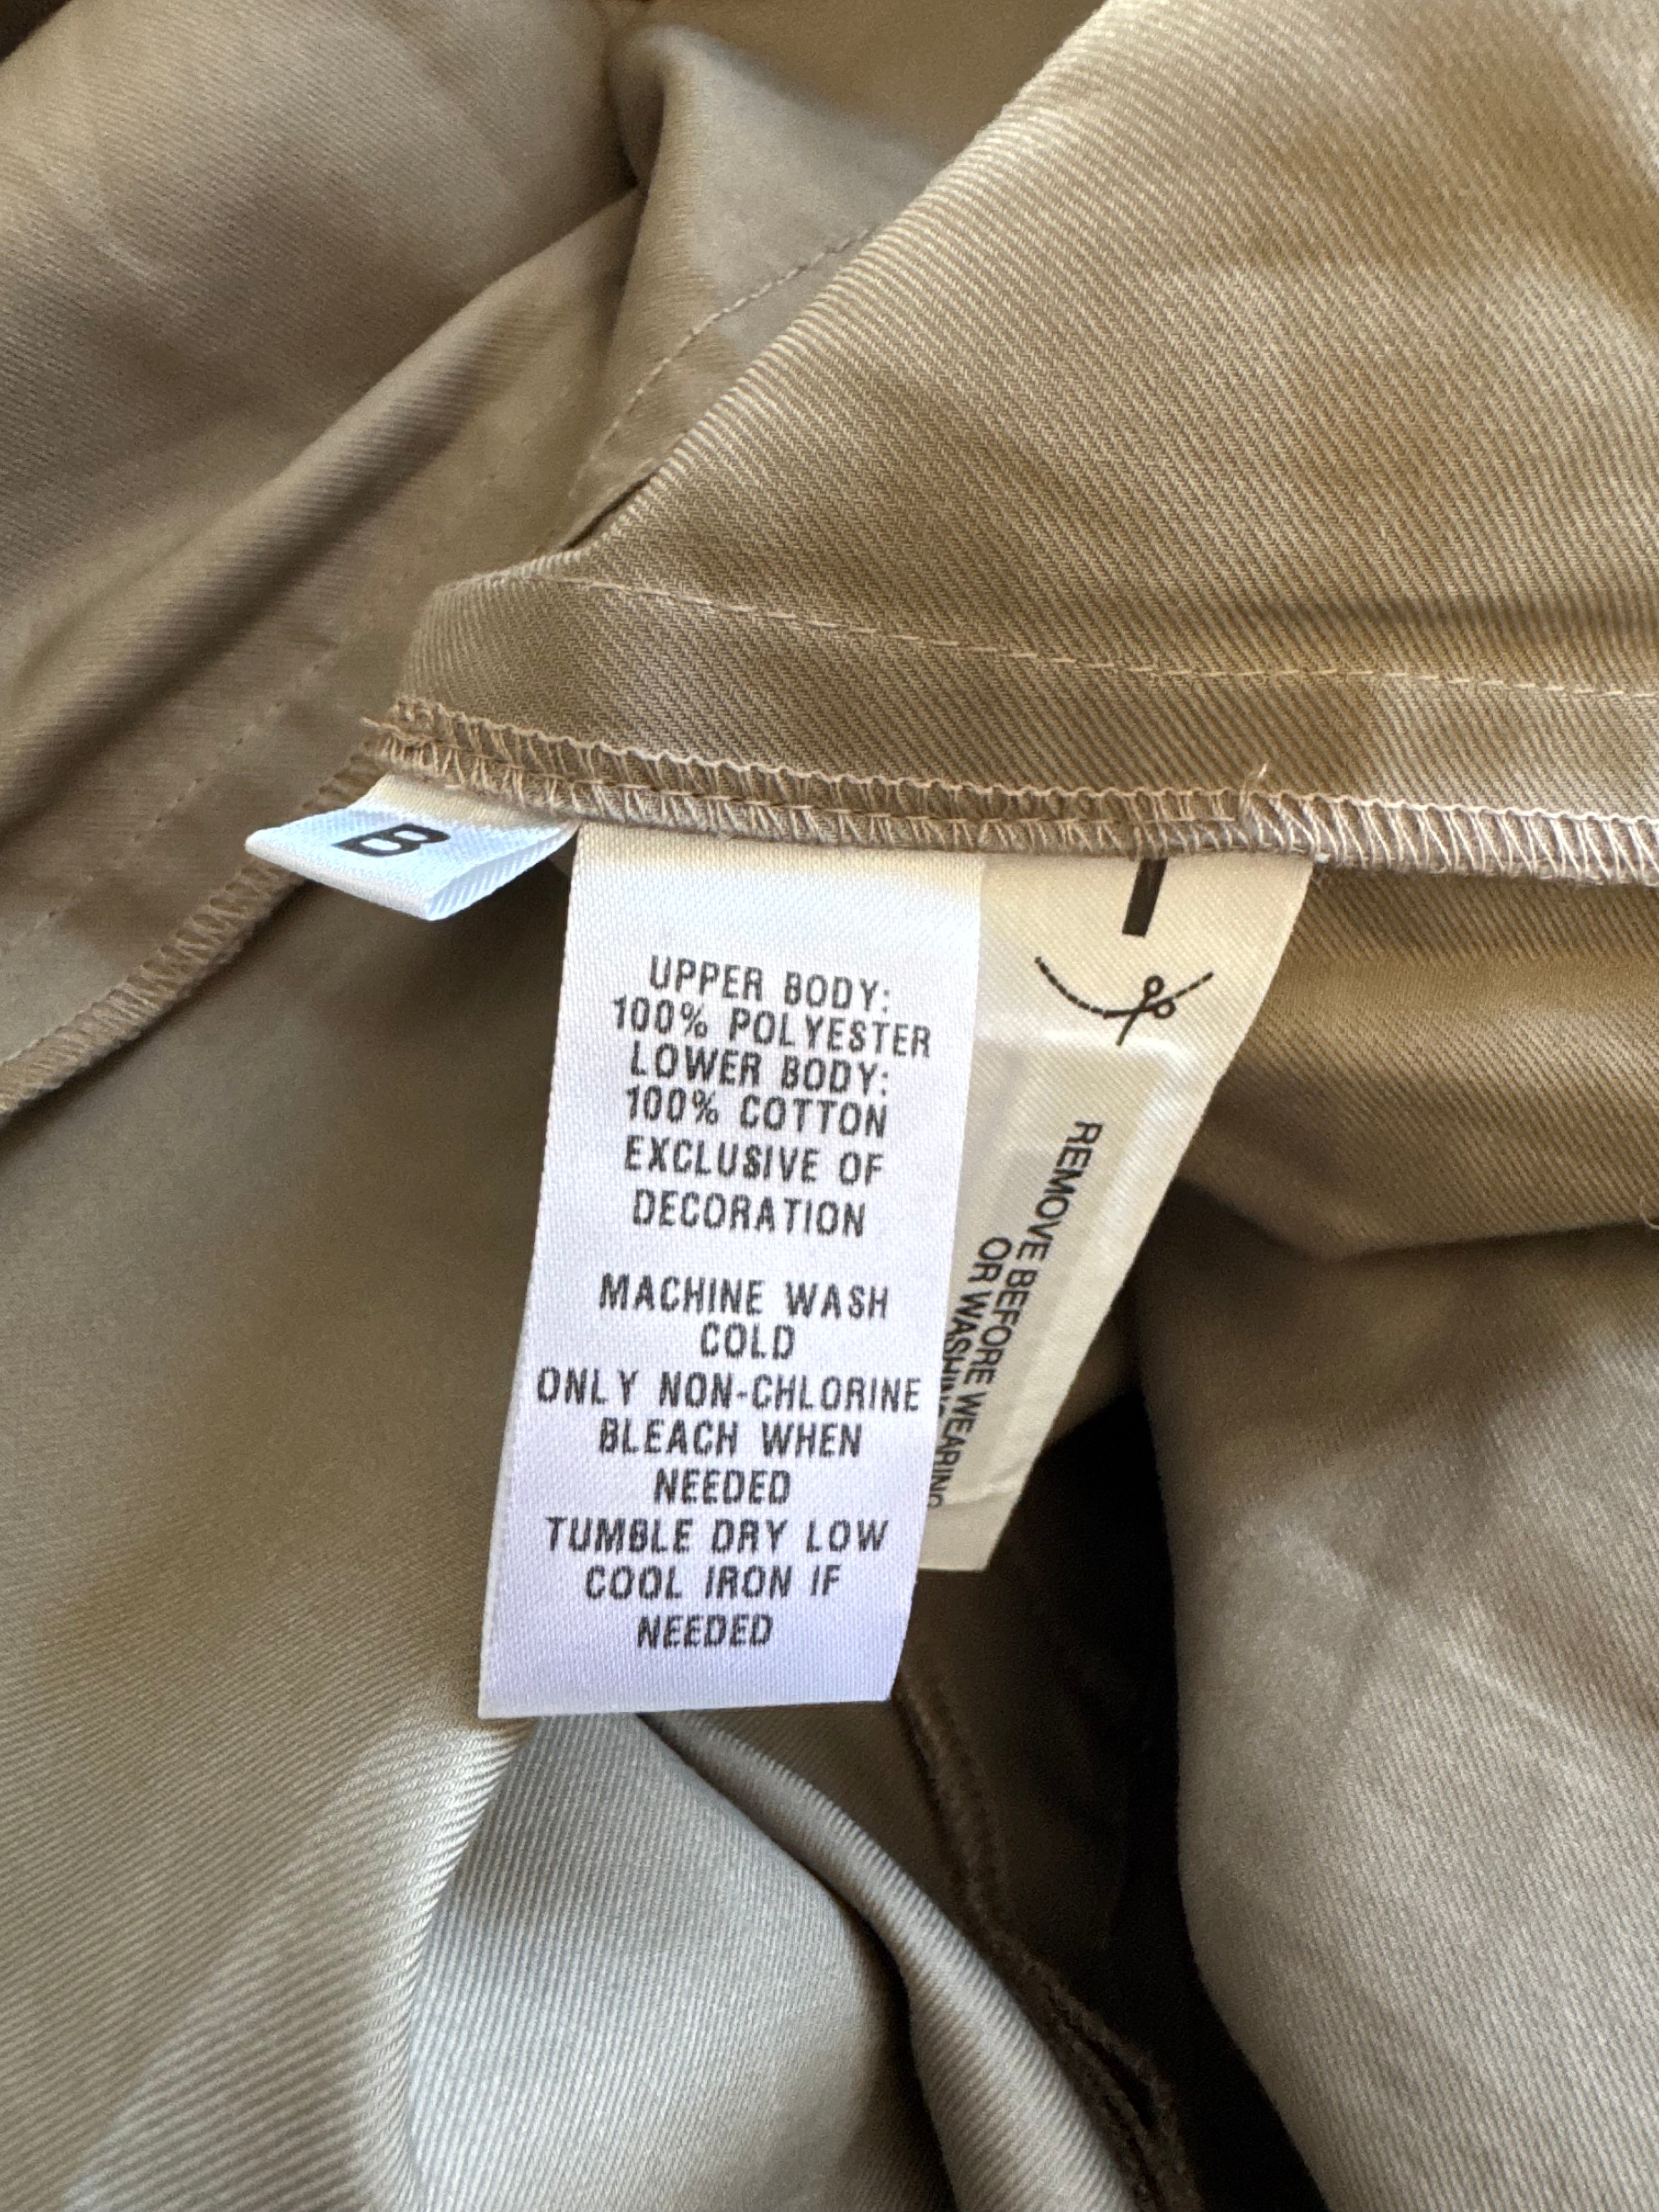 B
UPPER BODY:
100% POLYESTER
LOWER BODY:
100% COTTON
EXCLUSIVE OF
DECORATION
MACHINE WASH
COLD
ONLY NON-CHLORINE
BLEACH WHEN
NEEDED
TUMBLE DRY LOW
COOL IRON IF
NEEDED
REMOVE BEFORE WEARING
OR WASHING